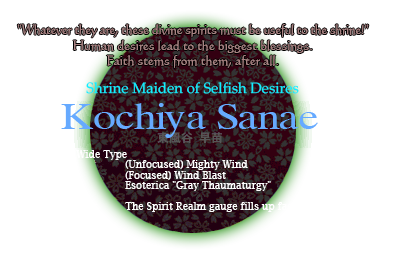 "Whatever they are, these divine spirits must be useful to the shrine!"
Human desires lead to the biggest blessings.
Faith stems from them, after all.
Shrine Maiden of Selfish Desires
Kochiya Sanae
東風谷 早苗
Wide Type
(Unfocused) Mighty Wind
(Focused) Wind Blast
Esoterica "Gray Thaumaturgy"
The Spirit Realm gauge fills up